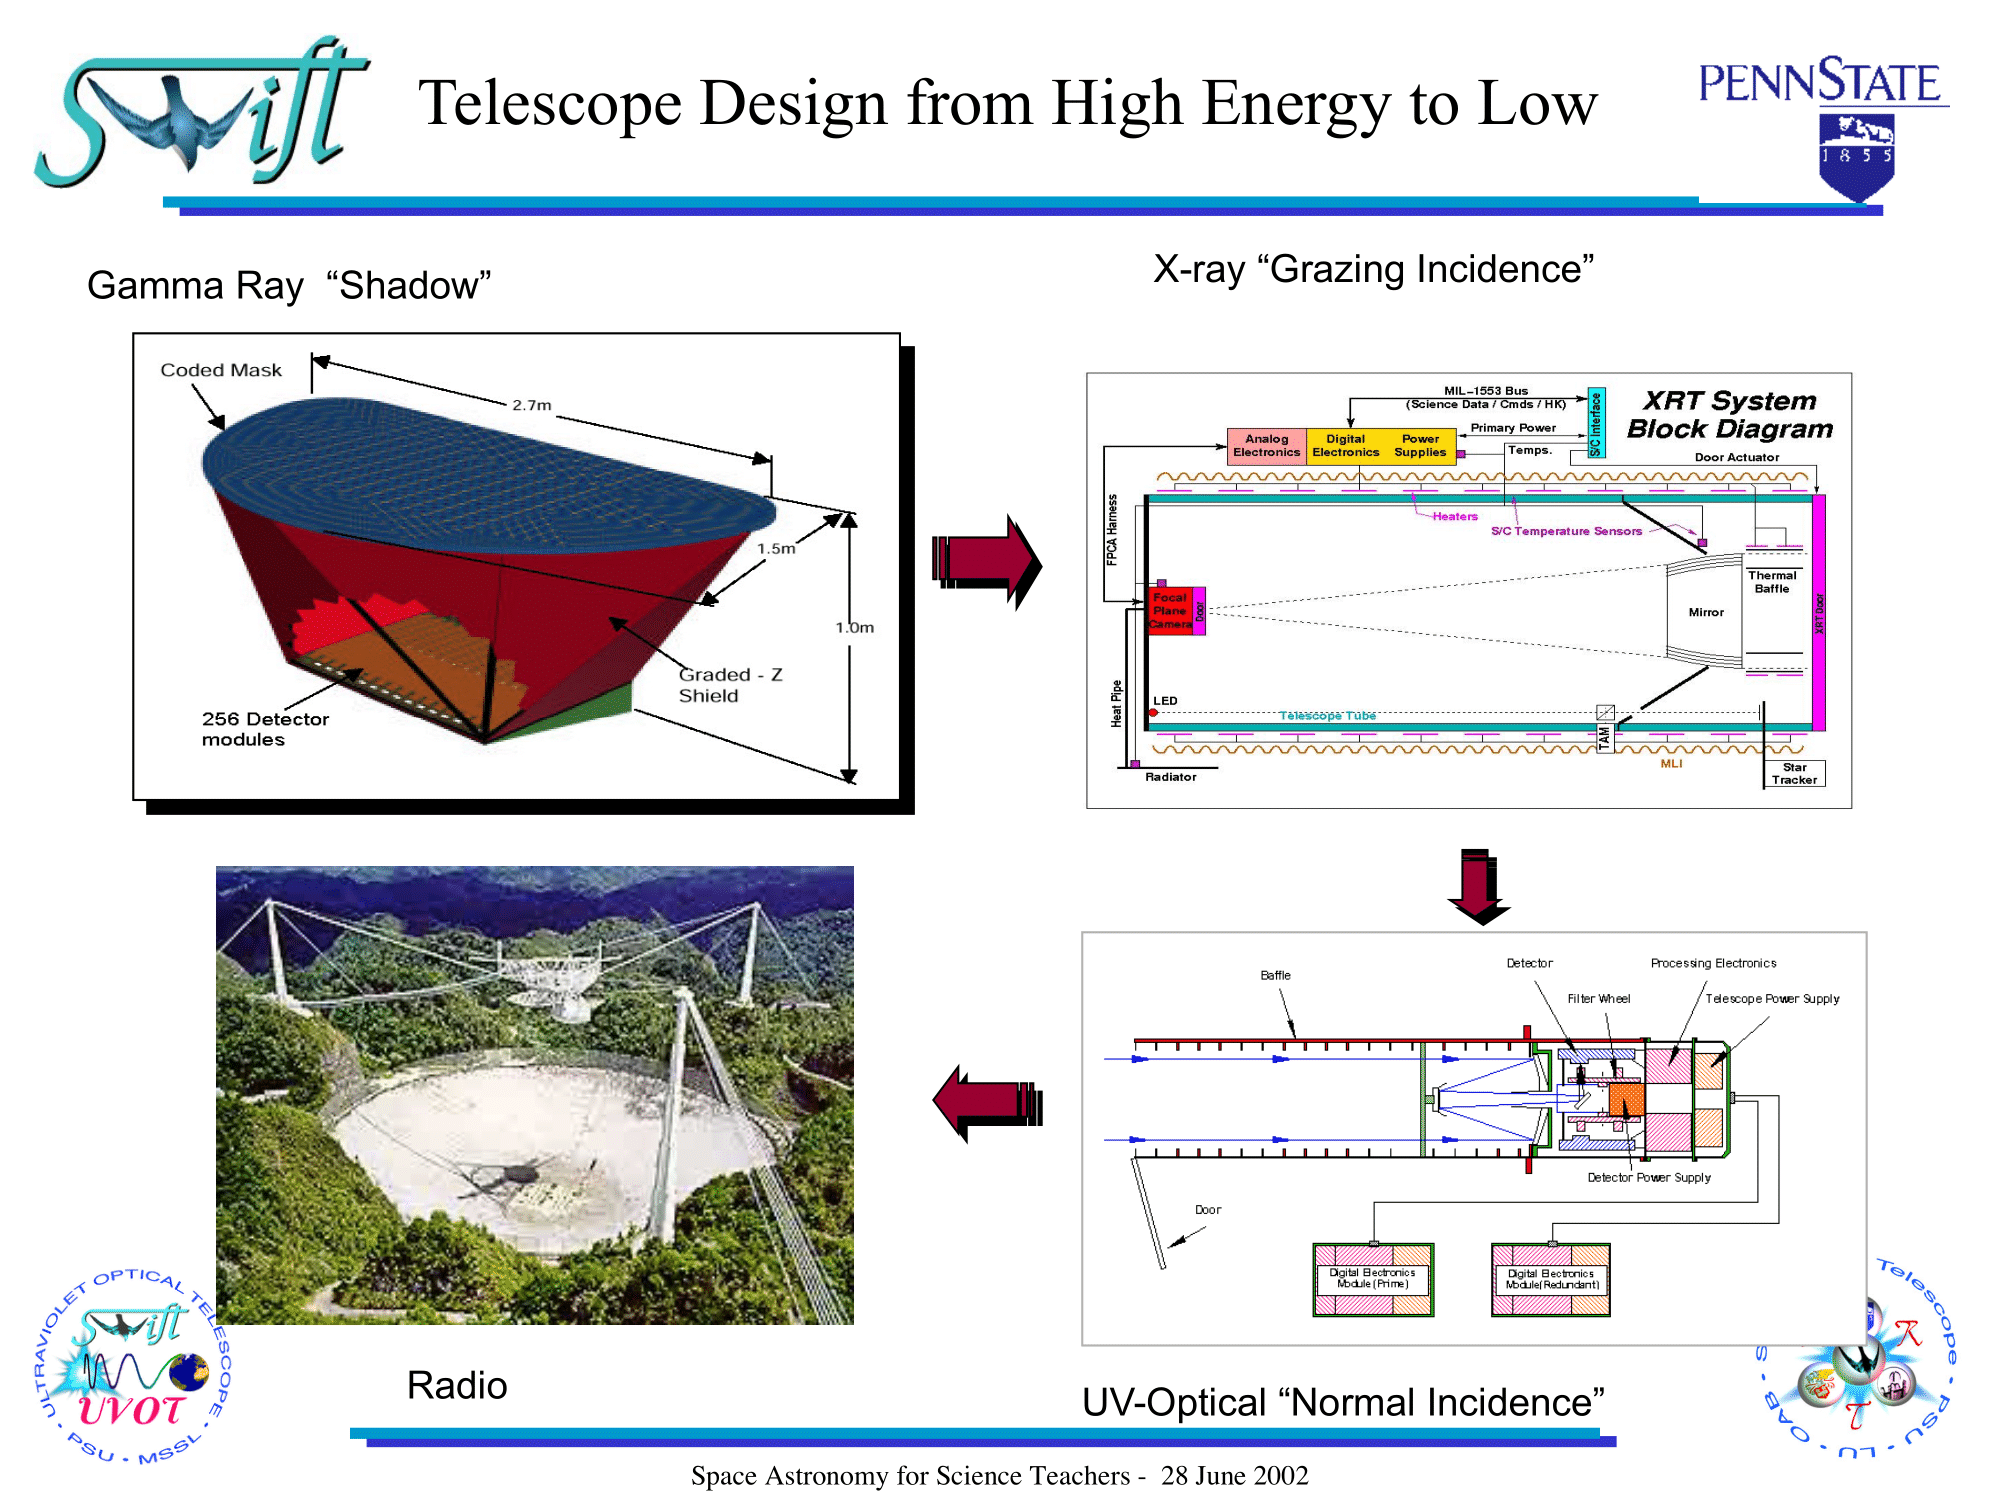 Swift
Telescope Design from High Energy to Low
PENNSTATE
1855
Gamma Ray “Shadow”
X-ray “Grazing Incidence”
Coded Mask
2.7m
1.5m
1.0m
Graded - Z
Shield
256 Detector
modules
XRT System
Block Diagram
MIL-1553 Bus
(Science Data / Cmds / HK)
S/C Interface
Analog
Electronics
Digital
Electronics
Power
Supplies
Primary Power
Temps.
Door Actuator
FPCA Harness
Heaters
S/C Temperature Sensors
Thermal
Baffle
Focal
Plane
Camera
Door
Mirror
XRT Door
Heat Pipe
LED
Telescope Tube
TAM
MLI
Radiator
Star
Tracker
Baffle
Detector
Processing Electronics
Filter Wheel
Telescope Power Supply
Detector Power Supply
Door
Digital Electronics
Module (Prime)
Digital Electronics
Module(Redundant)
Radio
UV-Optical “Normal Incidence”
ULTRAVIOLET OPTICAL TELESCOPE · PSU · MSSL ·
Swift
UVOT
Telescope · PSU · LU · OAB · S
R
T
Space Astronomy for Science Teachers - 28 June 2002